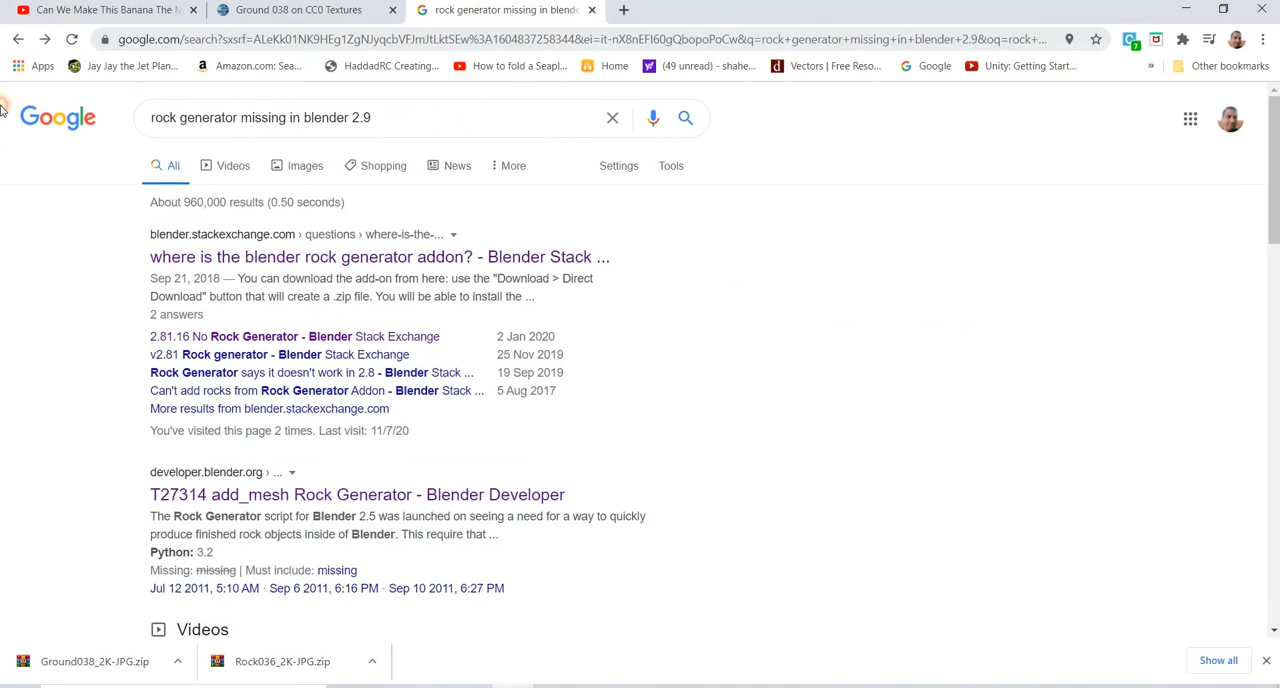 Can We Make This Banana The M
Ground 038 on CC0 Textures
rock generator missing in blende
google.com/search?sxsrf=ALeKk01NK9HEg1ZgNJyqcbVFJmJtLktSEw%3A1604837258344&ei=it-nX8nEFI60gQbopoPoCw&q=rock+generator+missing+in+blender+2.9&oq=rock+...
Apps
Jay Jay the Jet Plan...
Amazon.com: Sea...
HaddadRC Creating...
How to fold a Seapl...
Home
(49 unread) - shahe...
Vectors | Free Reso...
Google
Unity: Getting Start...
»
Other bookmarks
Google
rock generator missing in blender 2.9
All
Videos
Images
Shopping
News
More
Settings
Tools
About 960,000 results (0.50 seconds)
blender.stackexchange.com › questions › where-is-the-...
where is the blender rock generator addon? - Blender Stack ...
Sep 21, 2018 — You can download the add-on from here: use the "Download > Direct
Download" button that will create a .zip file. You will be able to install the ...
2 answers
2.81.16 No Rock Generator - Blender Stack Exchange 2 Jan 2020
v2.81 Rock generator - Blender Stack Exchange 25 Nov 2019
Rock Generator says it doesn't work in 2.8 - Blender Stack ... 19 Sep 2019
Can't add rocks from Rock Generator Addon - Blender Stack ... 5 Aug 2017
More results from blender.stackexchange.com
You've visited this page 2 times. Last visit: 11/7/20
developer.blender.org › ...
T27314 add_mesh Rock Generator - Blender Developer
The Rock Generator script for Blender 2.5 was launched on seeing a need for a way to quickly
produce finished rock objects inside of Blender. This require that ...
Python: 3.2
Missing: missing | Must include: missing
Jul 12 2011, 5:10 AM · Sep 6 2011, 6:16 PM · Sep 10 2011, 6:27 PM
Videos
Ground038_2K-JPG.zip
Rock036_2K-JPG.zip
Show all